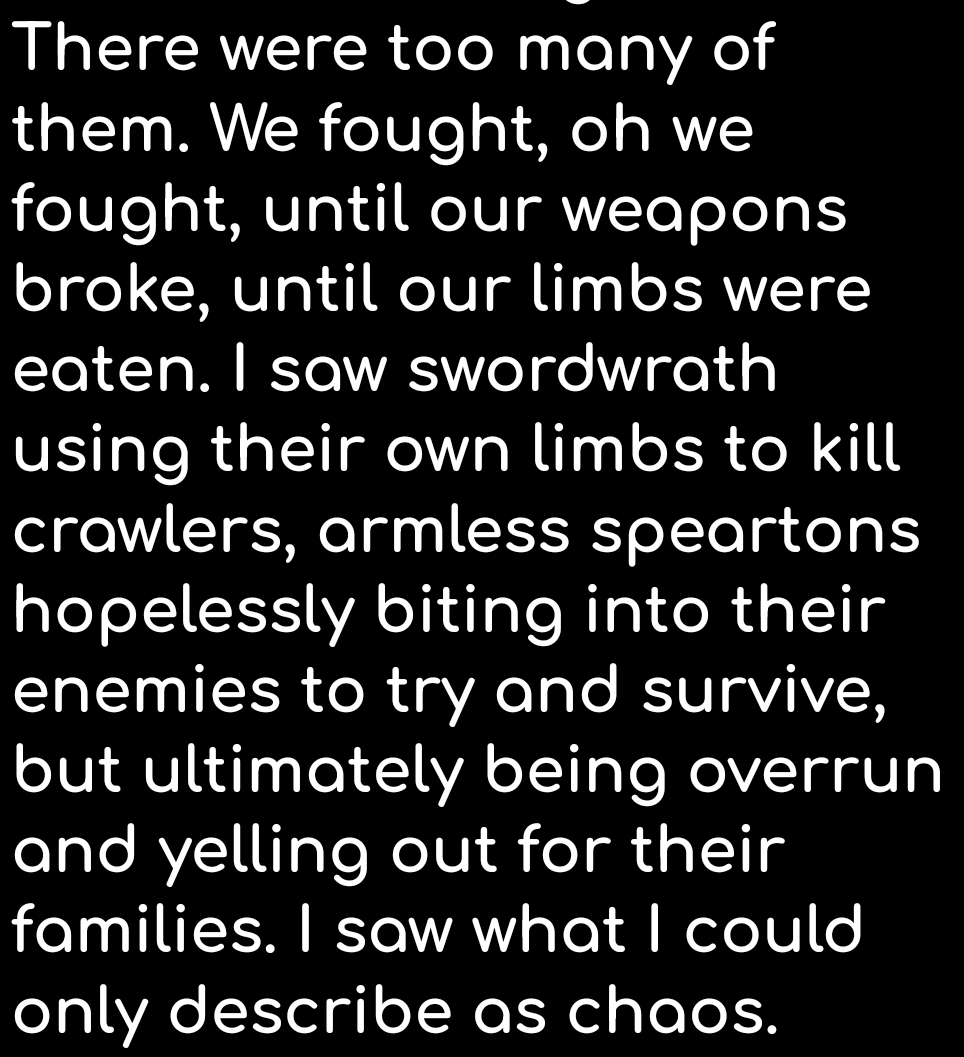 There were too many of
them. We fought, oh we
fought, until our weapons
broke, until our limbs were
eaten. I saw swordwrath
using their own limbs to kill
crawlers, armless speartons
hopelessly biting into their
enemies to try and survive,
but ultimately being overrun
and yelling out for their
families. I saw what I could
only describe as chaos.